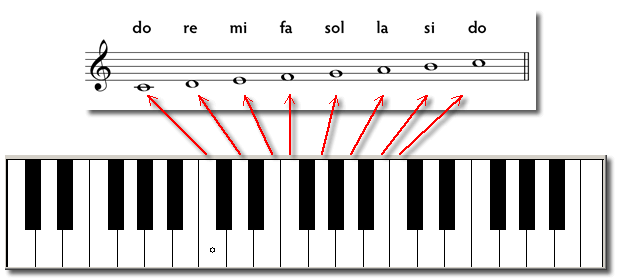 do re mi fa sol la si do